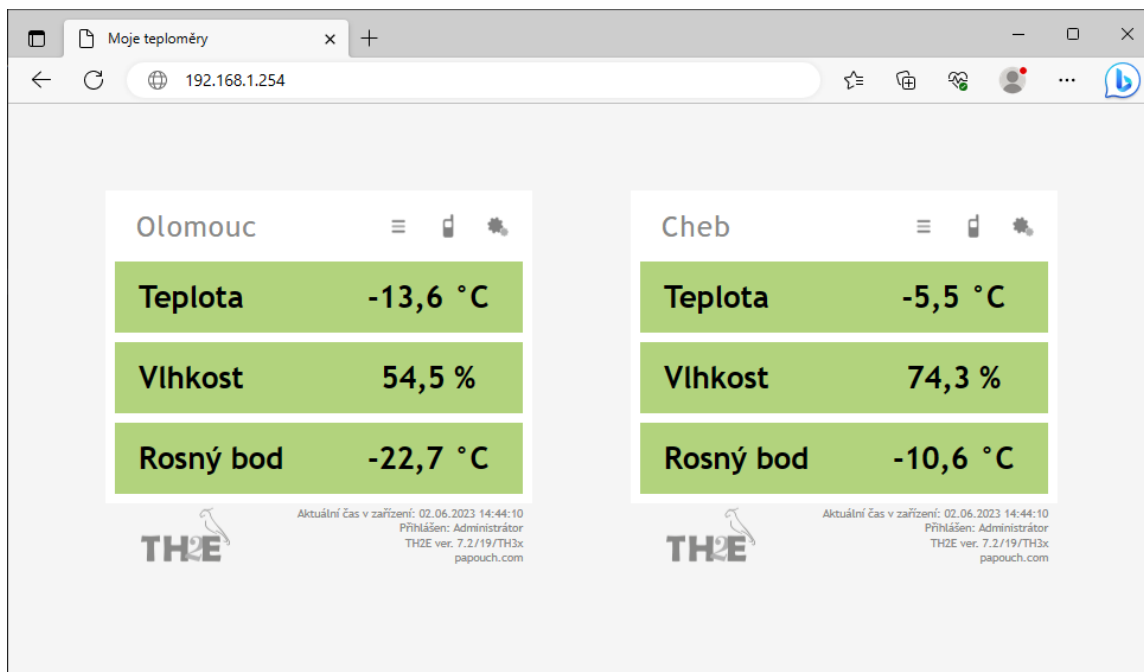 Moje teploměry
192.168.1.254
Olomouc
Teplota -13,6 °C
Vlhkost 54,5 %
Rosný bod -22,7 °C
Aktuální čas v zařízení: 02.06.2023 14:44:10
Přihlášen: Administrátor
TH2E ver. 7.2/19/TH3x
papouch.com
TH2E
Cheb
Teplota -5,5 °C
Vlhkost 74,3 %
Rosný bod -10,6 °C
Aktuální čas v zařízení: 02.06.2023 14:44:10
Přihlášen: Administrátor
TH2E ver. 7.2/19/TH3x
papouch.com
TH2E